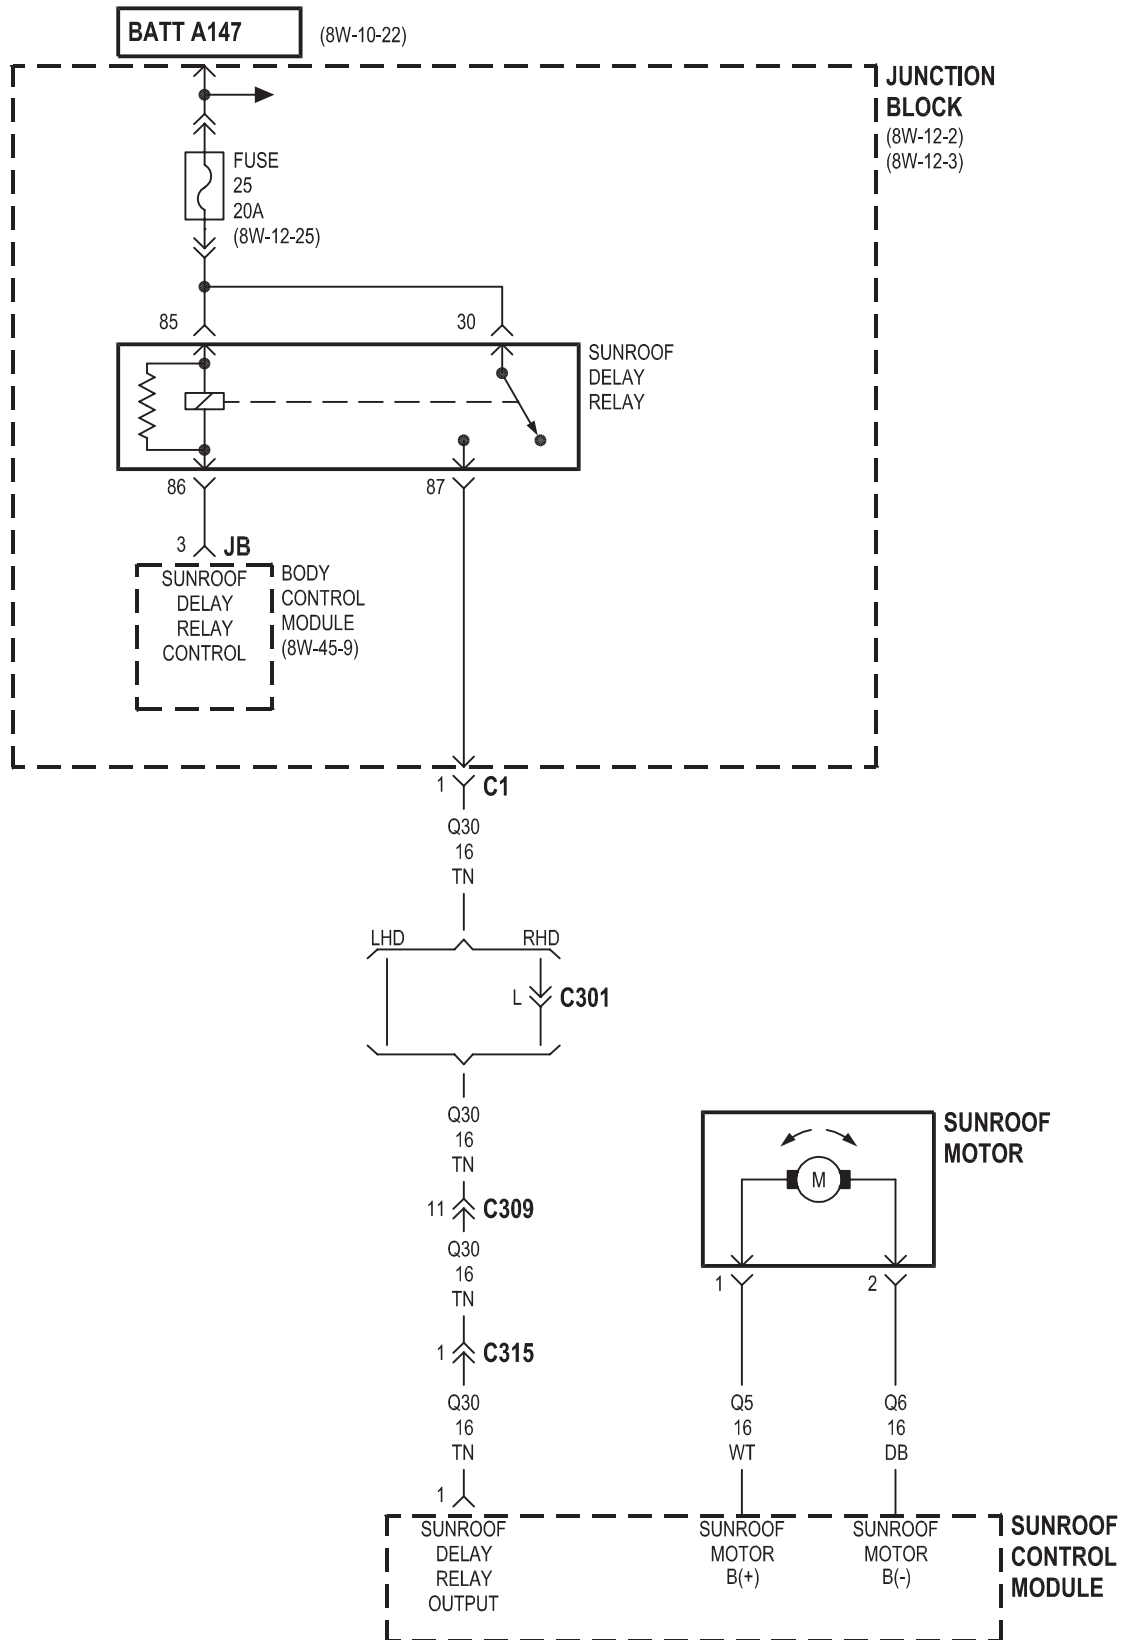 BATT A147
(8W-10-22)
JUNCTION
BLOCK
(8W-12-2)
(8W-12-3)
FUSE
25
20A
(8W-12-25)
85
30
SUNROOF
DELAY
RELAY
86
87
3
JB
SUNROOF
DELAY
RELAY
CONTROL
BODY
CONTROL
MODULE
(8W-45-9)
1
C1
Q30
16
TN
LHD
RHD
L
C301
Q30
16
TN
11
C309
Q30
16
TN
1
C315
Q30
16
TN
1
SUNROOF
MOTOR
M
1
2
Q5
16
WT
Q6
16
DB
SUNROOF
DELAY
RELAY
OUTPUT
SUNROOF
MOTOR
B(+)
SUNROOF
MOTOR
B(-)
SUNROOF
CONTROL
MODULE